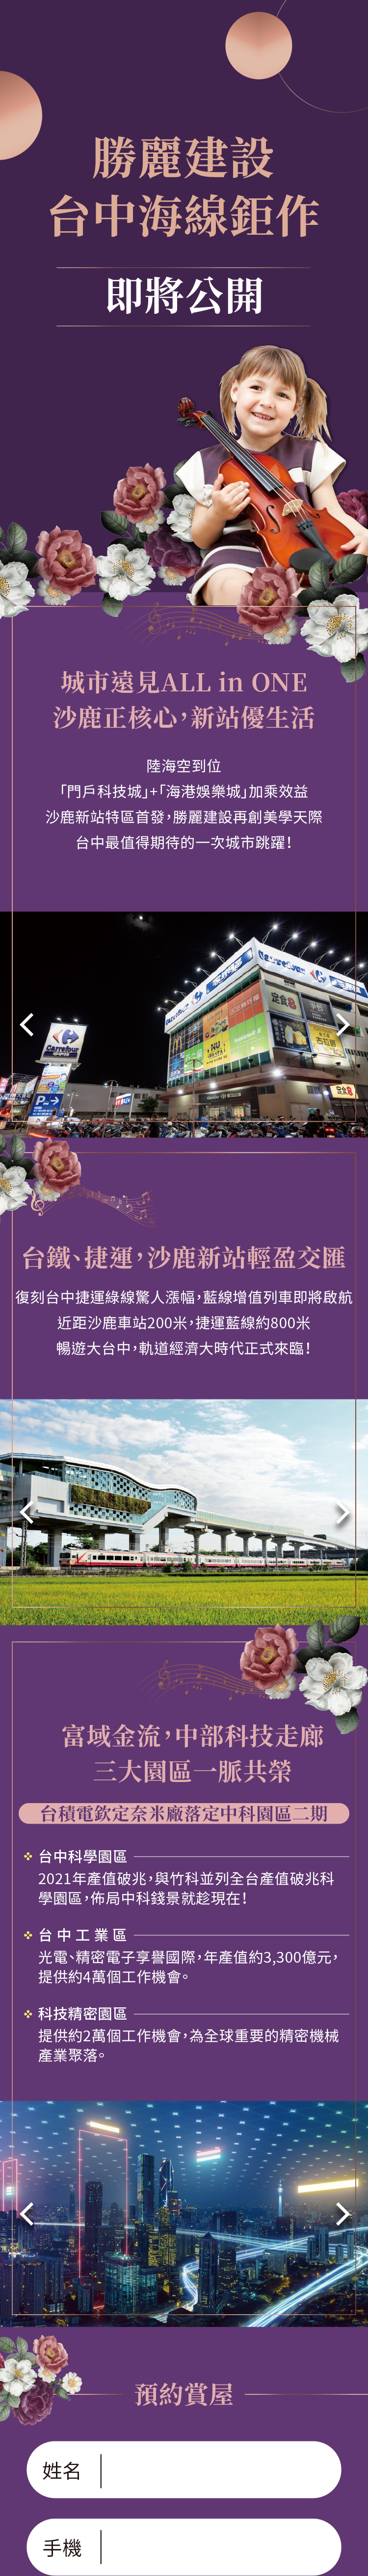 勝麗建設
台中海線鉅作
即將公開
城市遠見ALL in ONE
沙鹿正核心，新站優生活
陸海空到位
「門戶科技城」+「海港娛樂城」加乘效益
沙鹿新站特區首發，勝麗建設再創美學天際
台中最值得期待的一次城市跳躍！
Carrefour
P
定食8
台鐵、捷運，沙鹿新站輕盈交匯
復刻台中捷運綠線驚人漲幅，藍線增值列車即將啟航
近距沙鹿車站200米，捷運藍線約800米
暢遊大台中，軌道經濟大時代正式來臨！
富域金流，中部科技走廊
三大園區一脈共榮
台積電欽定奈米廠落定中科園區二期
台中科學園區
2021年產值破兆，與竹科並列全台產值破兆科
學園區，佈局中科錢景就趁現在！
台中工業區
光電、精密電子享譽國際，年產值約3,300億元，
提供約4萬個工作機會。
科技精密園區
提供約2萬個工作機會，為全球重要的精密機械
產業聚落。
預約賞屋
姓名
手機